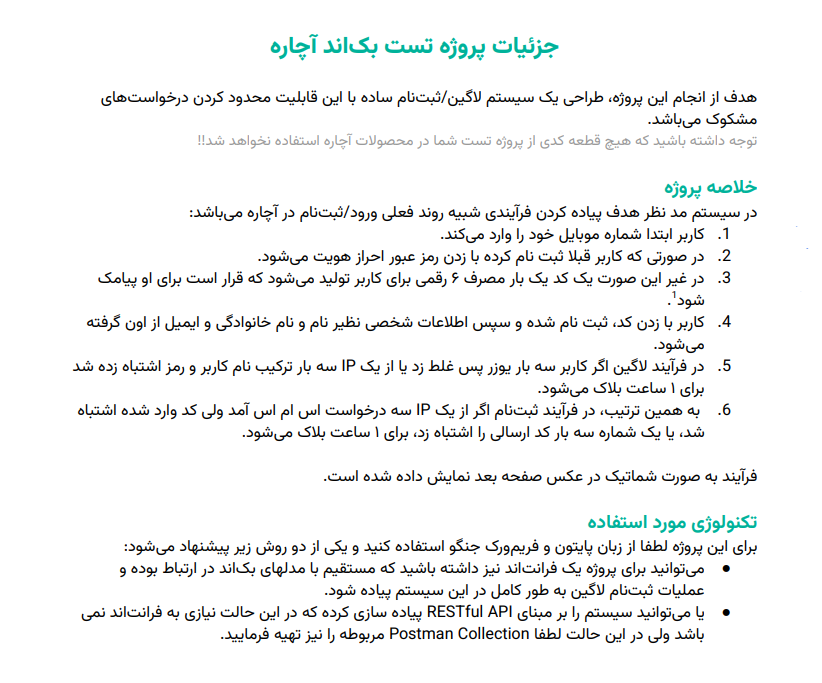 جزئیات پروژه تست بک‌اند آچاره
هدف از انجام این پروژه، طراحی یک سیستم لاگین/ثبت‌نام ساده با این قابلیت محدود کردن درخواست‌های
مشکوک می‌باشد.
توجه داشته باشید که هیچ قطعه کدی از پروژه تست شما در محصولات آچاره استفاده نخواهد شد!!
خلاصه پروژه
در سیستم مد نظر هدف پیاده کردن فرآیندی شبیه روند فعلی ورود/ثبت‌نام در آچاره می‌باشد:
1. کاربر ابتدا شماره موبایل خود را وارد می‌کند.
2. در صورتی که کاربر قبلا ثبت نام کرده با زدن رمز عبور احراز هویت می‌شود.
3. در غیر این صورت یک کد یک بار مصرف ۶ رقمی برای کاربر تولید می‌شود که قرار است برای او پیامک
شود1.
4. کاربر با زدن کد، ثبت نام شده و سپس اطلاعات شخصی نظیر نام و نام خانوادگی و ایمیل از اون گرفته
می‌شود.
5. در فرآیند لاگین اگر کاربر سه بار یوزر پس غلط زد یا از یک IP سه بار ترکیب نام کاربر و رمز اشتباه زده شد
برای ۱ ساعت بلاک می‌شود.
6. به همین ترتیب، در فرآیند ثبت‌نام اگر از یک IP سه درخواست اس ام اس آمد ولی کد وارد شده اشتباه
شد، یا یک شماره سه بار کد ارسالی را اشتباه زد، برای ۱ ساعت بلاک می‌شود.
فرآیند به صورت شماتیک در عکس صفحه بعد نمایش داده شده است.
تکنولوژی مورد استفاده
برای این پروژه لطفا از زبان پایتون و فریم‌ورک جنگو استفاده کنید و یکی از دو روش زیر پیشنهاد می‌شود:
● می‌توانید برای پروژه یک فرانت‌اند نیز داشته باشید که مستقیم با مدلهای بک‌اند در ارتباط بوده و
عملیات ثبت‌نام لاگین به طور کامل در این سیستم پیاده شود.
● یا می‌توانید سیستم را بر مبنای RESTful API پیاده سازی کرده که در این حالت نیازی به فرانت‌اند نمی
باشد ولی در این حالت لطفا Postman Collection مربوطه را نیز تهیه فرمایید.